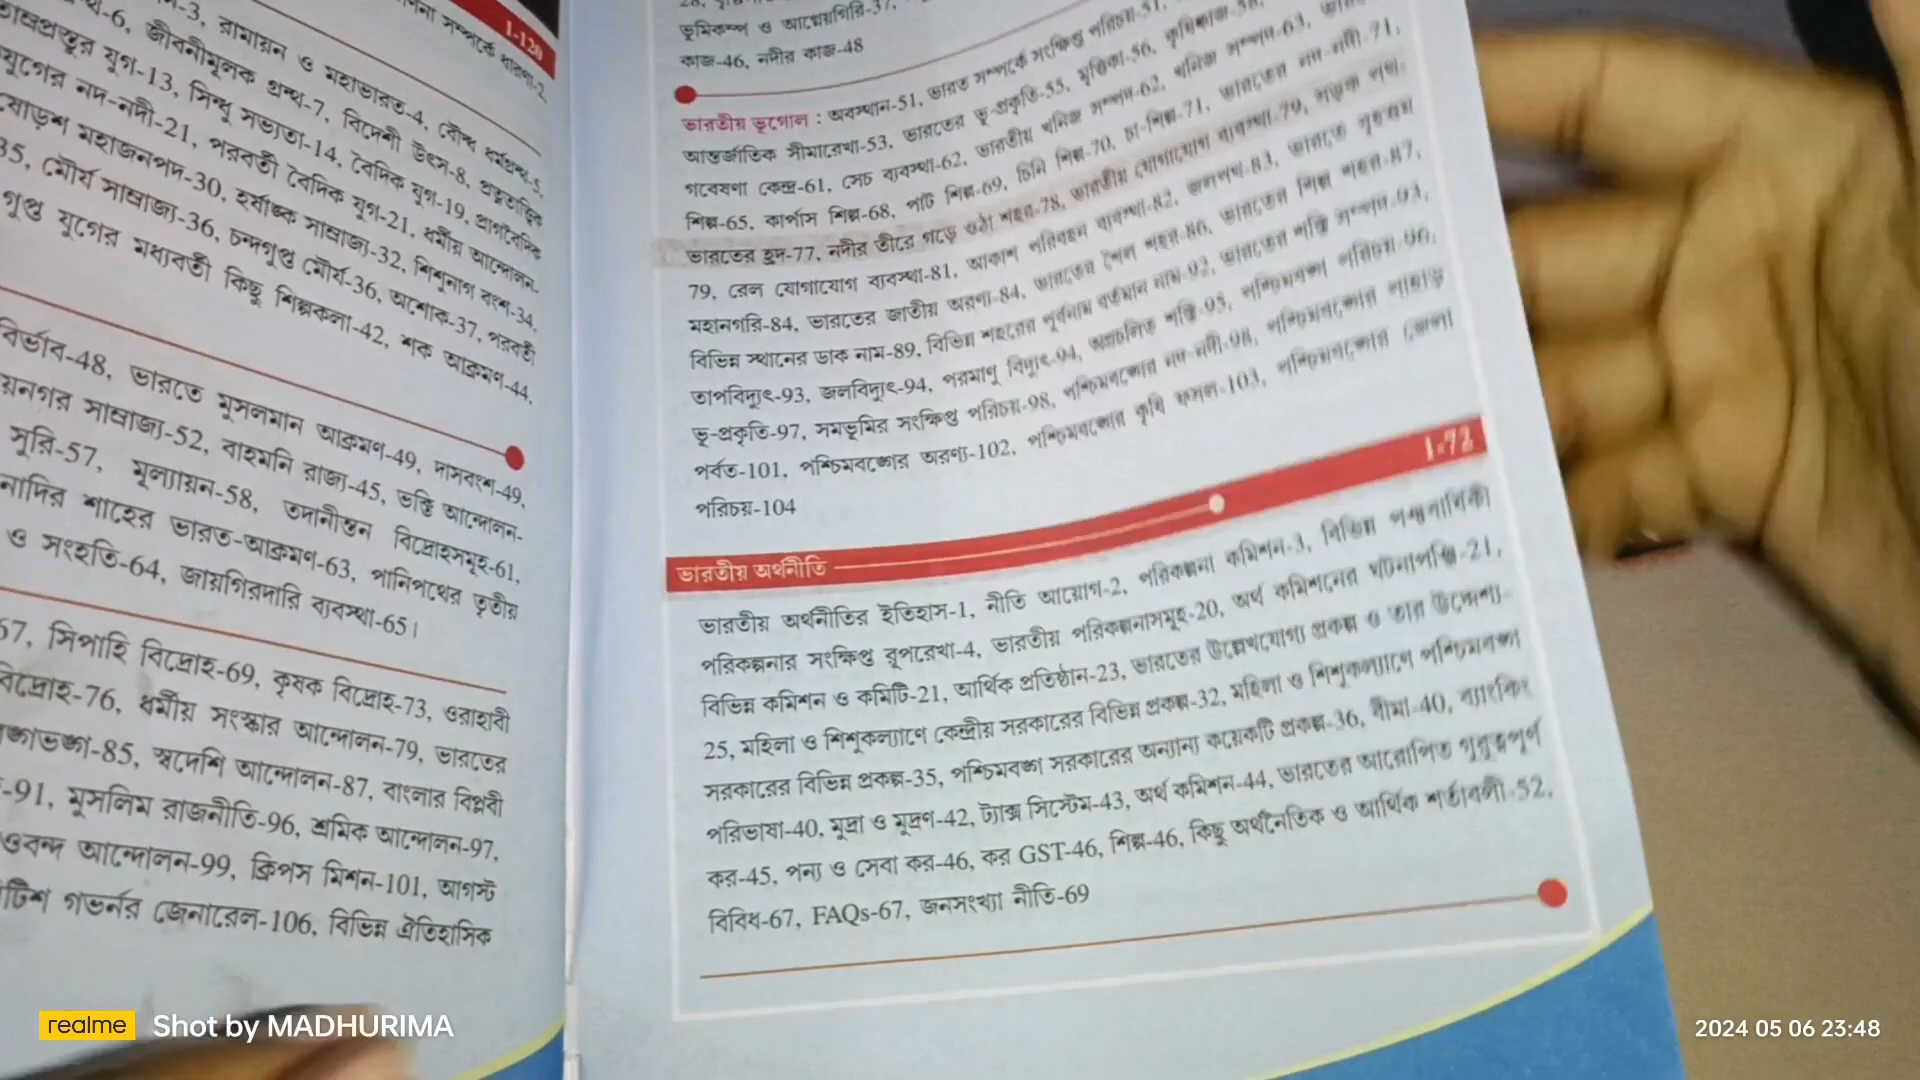 1-120
সম্পর্কে ধারণা-2,
রামায়ন ও মহাভারত-4, বৌদ্ধ ধর্মগ্রন্থ-5,
জীবনীমূলক গ্রন্থ-7, বিদেশী উৎস-8, প্রত্নতাত্ত্বিক
যুগ-13, সিন্ধু সভ্যতা-14, বৈদিক যুগ-19, প্রাগবৈদিক
যুগের নদ-নদী-21, পরবর্তী বৈদিক যুগ-21, ধর্মীয় আন্দোলন-
ষোড়শ মহাজনপদ-30, হর্ষাঙ্ক সাম্রাজ্য-32, শিশুনাগ বংশ-34,
35, মৌর্য সাম্রাজ্য-36, চন্দগুপ্ত মৌর্য-36, অশোক-37, পরবর্তী
গুপ্ত যুগের মধ্যবর্তী কিছু শিল্পকলা-42, শক আক্রমণ-44,
বির্ভাব-48, ভারতে মুসলমান আক্রমণ-49, দাসবংশ-49,
য়নগর সাম্রাজ্য-52, বাহমনি রাজ্য-45, ভক্তি আন্দোলন-
সুরি-57, মূল্যায়ন-58, তদানীন্তন বিদ্রোহসমূহ-61,
নাদির শাহের ভারত-আক্রমণ-63, পানিপথের তৃতীয়
ও সংহতি-64, জায়গিরদারি ব্যবস্থা-65।
67, সিপাহি বিদ্রোহ-69, কৃষক বিদ্রোহ-73, ওরাহাবী
বিদ্রোহ-76, ধর্মীয় সংস্কার আন্দোলন-79, ভারতের
ঙ্গভঙ্গ-85, স্বদেশি আন্দোলন-87, বাংলার বিপ্লবী
-91, মুসলিম রাজনীতি-96, শ্রমিক আন্দোলন-97,
আন্দোলন-99, ক্রিপস মিশন-101, আগস্ট
টিশ গভর্নর জেনারেল-106, বিভিন্ন ঐতিহাসিক
ভূমিকম্প ও আগ্নেয়গিরি-37,
কাজ-46, নদীর কাজ-48
ভারতীয় ভূগোল : অবস্থান-51, ভারত সম্পর্কে সংক্ষিপ্ত পরিচয়-51,
আন্তর্জাতিক সীমারেখা-53, ভারতের ভূ-প্রকৃতি-55, মৃত্তিকা-56, কৃষিকাজ-58,
গবেষণা কেন্দ্র-61, সেচ ব্যবস্থা-62, ভারতীয় খনিজ সম্পদ-62, খনিজ সম্পদ-63,
শিল্প-65, কার্পাস শিল্প-68, পাট শিল্প-69, চিনি শিল্প-70, চা-শিল্প-71, ভারতের নদ-নদী-71,
ভারতের হ্রদ-77, নদীর তীরে গড়ে ওঠা শহর-78, ভারতীয় যোগাযোগ ব্যবস্থা-79, সড়ক পথ-
79, রেল যোগাযোগ ব্যবস্থা-81, আকাশ পরিবহন ব্যবস্থা-82, জলপথ-83, ভারতে বৃহত্তম
মহানগরি-84, ভারতের জাতীয় অরণ্য-84, ভারতের শৈল শহর-86, ভারতের শিল্প শহর-87,
বিভিন্ন স্থানের ডাক নাম-89, বিভিন্ন শহরের পূর্বনাম বর্তমান নাম-92, ভারতের শক্তি সম্পদ-93,
তাপবিদ্যুৎ-93, জলবিদ্যুৎ-94, পরমাণু বিদ্যুৎ-94, অপ্রচলিত শক্তি-95, পশ্চিমবঙ্গ পরিচয়-96,
ভূ-প্রকৃতি-97, সমভূমির সংক্ষিপ্ত পরিচয়-98, পশ্চিমবঙ্গের নদ-নদী-98, পশ্চিমবঙ্গের পাহাড়
পর্বত-101, পশ্চিমবঙ্গের অরণ্য-102, পশ্চিমবঙ্গের কৃষি ফসল-103, পশ্চিমবঙ্গের জেলা
পরিচয়-104
1-72
ভারতীয় অর্থনীতি
ভারতীয় অর্থনীতির ইতিহাস-1, নীতি আয়োগ-2, পরিকল্পনা কমিশন-3, বিভিন্ন পঞ্চবার্ষিকী
পরিকল্পনার সংক্ষিপ্ত রূপরেখা-4, ভারতীয় পরিকল্পনাসমূহ-20, অর্থ কমিশনের ঘটনাপঞ্জি-21,
বিভিন্ন কমিশন ও কমিটি-21, আর্থিক প্রতিষ্ঠান-23, ভারতের উল্লেখযোগ্য প্রকল্প ও তার উদ্দেশ্য-
25, মহিলা ও শিশুকল্যাণে কেন্দ্রীয় সরকারের বিভিন্ন প্রকল্প-32, মহিলা ও শিশুকল্যাণে পশ্চিমবঙ্গ
সরকারের বিভিন্ন প্রকল্প-35, পশ্চিমবঙ্গ সরকারের অন্যান্য কয়েকটি প্রকল্প-36, বীমা-40, ব্যাংকিং
পরিভাষা-40, মুদ্রা ও মুদ্রণ-42, ট্যাক্স সিস্টেম-43, অর্থ কমিশন-44, ভারতের আরোপিত গুরুত্বপূর্ণ
কর-45, পন্য ও সেবা কর-46, কর GST-46, শিল্প-46, কিছু অর্থনৈতিক ও আর্থিক শর্তাবলী-52,
বিবিধ-67, FAQs-67, জনসংখ্যা নীতি-69
realme Shot by MADHURIMA
2024 05 06 23:48